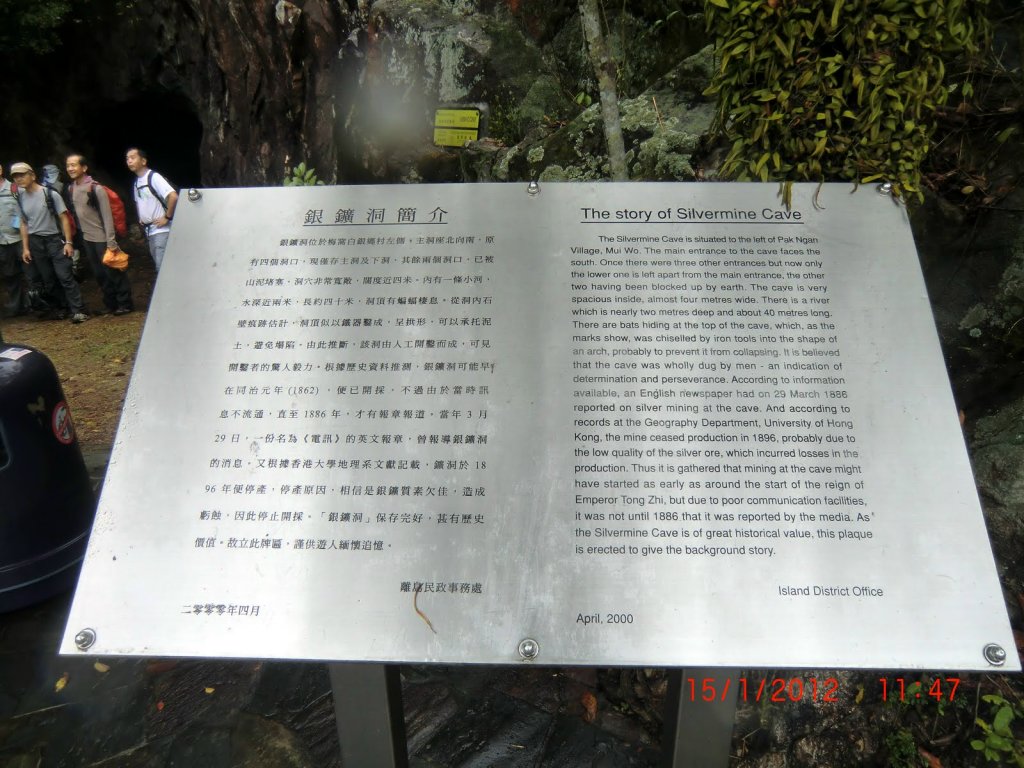 銀鑛洞簡介
銀鑛洞位於梅窩白銀鄉村左側，主洞座北向南，原
有四個洞口，現僅存主洞及下洞，其餘兩個洞口，已被
山泥堵塞，洞穴非常寬敞，闊度近四米。內有一條小河，
水深近兩米，長約四十米，洞頂有蝙蝠棲息。從洞內石
壁痕跡估計，洞頂似以鐵器鑿成，呈拱形，可以承托泥
土，避免塌陷。由此推斷，該洞由人工開鑿而成，可見
開鑿者的驚人毅力。根據歷史資料推測，銀鑛洞可能早
在同治元年 (1862)，便已開採，不過由於當時訊
息不流通，直至 1886 年，才有報章報道。當年 3 月
29 日，一份名為《電訊》的英文報章，曾報導銀鑛洞
的消息。又根據香港大學地理系文獻記載，鑛洞於 18
96 年便停產，停產原因，相信是銀鑛質素欠佳，造成
虧蝕，因此停止開採。「銀鑛洞」保存完好，甚有歷史
價值。故立此牌匾，謹供遊人緬懷追憶。
離島民政事務處
二零零零年四月
The story of Silvermine Cave
The Silvermine Cave is situated to the left of Pak Ngan
Village, Mui Wo. The main entrance to the cave faces the
south. Once there were three other entrances but now only
the lower one is left apart from the main entrance, the other
two having been blocked up by earth. The cave is very
spacious inside, almost four metres wide. There is a river
which is nearly two metres deep and about 40 metres long.
There are bats hiding at the top of the cave, which, as the
marks show, was chiselled by iron tools into the shape of
an arch, probably to prevent it from collapsing. It is believed
that the cave was wholly dug by men - an indication of
determination and perseverance. According to information
available, an English newspaper had on 29 March 1886
reported on silver mining at the cave. And according to
records at the Geography Department, University of Hong
Kong, the mine ceased production in 1896, probably due to
the low quality of the silver ore, which incurred losses in the
production. Thus it is gathered that mining at the cave might
have started as early as around the start of the reign of
Emperor Tong Zhi, but due to poor communication facilities,
it was not until 1886 that it was reported by the media. As
the Silvermine Cave is of great historical value, this plaque
is erected to give the background story.
Island District Office
April, 2000
15/1/2012 11:47